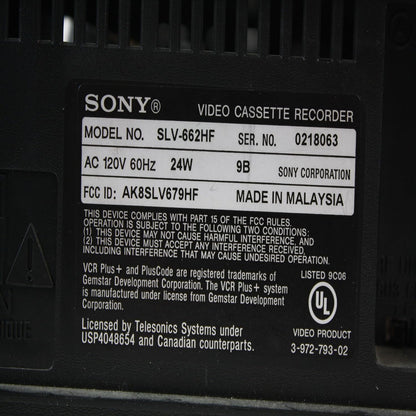 SONY® VIDEO CASSETTE RECORDER
MODEL NO. SLV-662HF SER. NO. 0218063
AC 120V 60Hz 24W 9B SONY CORPORATION
FCC ID: AK8SLV679HF MADE IN MALAYSIA
THIS DEVICE COMPLIES WITH PART 15 OF THE FCC RULES.
OPERATION IS SUBJECT TO THE FOLLOWING TWO CONDITIONS:
(1) THIS DEVICE MAY NOT CAUSE HARMFUL INTERFERENCE, AND
(2) THIS DEVICE MUST ACCEPT ANY INTERFERENCE RECEIVED,
INCLUDING INTERFERENCE THAT MAY CAUSE UNDESIRED OPERATION.
VCR Plus+ and PlusCode are registered trademarks of
Gemstar Development Corporation. The VCR Plus+ system
is manufactured under license from Gemstar Development
Corporation.
Licensed by Telesonics Systems under
USP4048654 and Canadian counterparts.
LISTED 9C06
UL
®
VIDEO PRODUCT
3-972-793-02